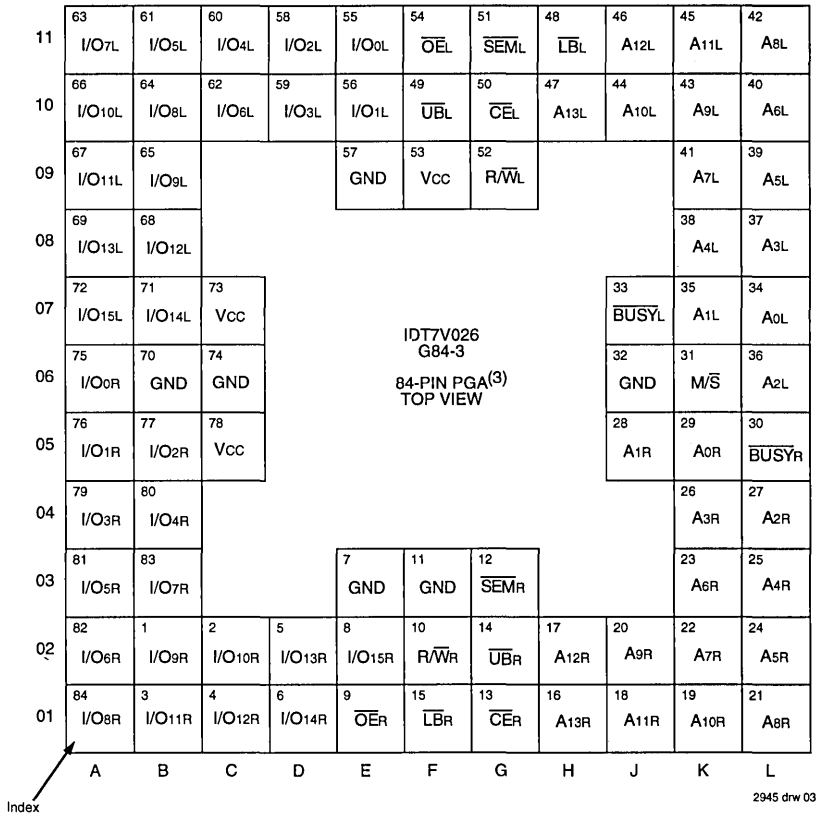 63 61 60 58 55 54 51 48 46 45 42
11 I/O7L I/O5L I/O4L I/O2L I/O0L OEL SEML LBL A12L A11L A8L
66 64 62 59 56 49 50 47 44 43 40
10 I/O10L I/O8L I/O6L I/O3L I/O1L UBL CEL A13L A10L A9L A6L
67 65 57 53 52 41 39
09 I/O11L I/O9L GND VCC R/WL A7L A5L
69 68 38 37
08 I/O13L I/O12L A4L A3L
72 71 73 33 35 34
07 I/O15L I/O14L VCC BUSYL A1L A0L
IDT7V026
G84-3
75 70 74 32 31 36
06 I/O0R GND GND GND M/S A2L
84-PIN PGA(3)
TOP VIEW
76 77 78 28 29 30
05 I/O1R I/O2R VCC A1R A0R BUSYR
79 80 26 27
04 I/O3R I/O4R A3R A2R
81 83 7 11 12 23 25
03 I/O5R I/O7R GND GND SEMR A6R A4R
82 1 2 5 8 10 14 17 20 22 24
02 I/O6R I/O9R I/O10R I/O13R I/O15R R/WR UBR A12R A9R A7R A5R
84 3 4 6 9 15 13 16 18 19 21
01 I/O8R I/O11R I/O12R I/O14R OER LBR CER A13R A11R A10R A8R
A B C D E F G H J K L
Index
2945 drw 03